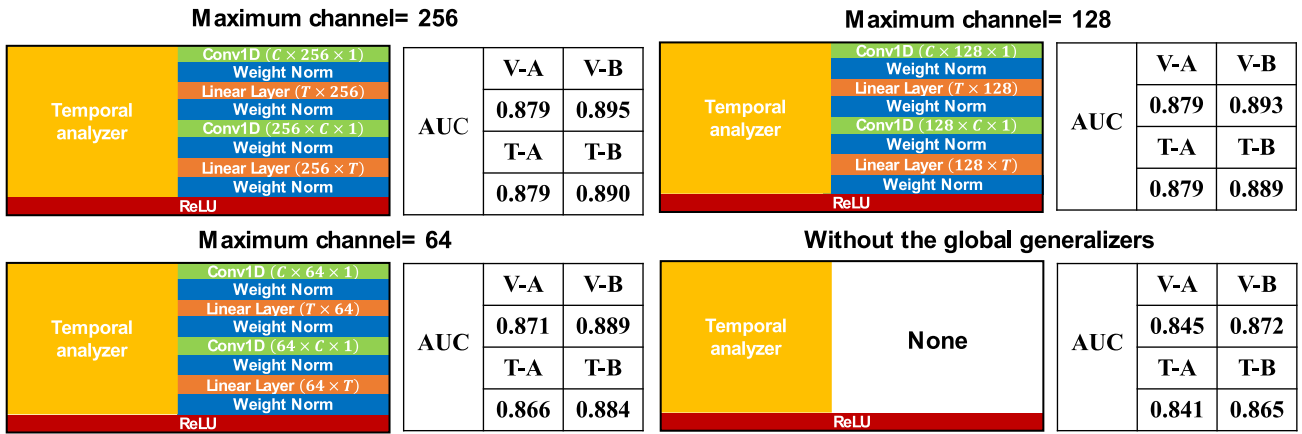 Maximum channel= 256
Conv1D (C × 256 × 1)
Weight Norm
Linear Layer (T × 256)
Weight Norm
Conv1D (256 × C × 1)
Weight Norm
Linear Layer (256 × T)
Weight Norm
Temporal
analyzer
ReLU
AUC
V-A V-B
0.879 0.895
T-A T-B
0.879 0.890
Maximum channel= 128
Conv1D (C × 128 × 1)
Weight Norm
Linear Layer (T × 128)
Weight Norm
Conv1D (128 × C × 1)
Weight Norm
Linear Layer (128 × T)
Weight Norm
Temporal
analyzer
ReLU
AUC
V-A V-B
0.879 0.893
T-A T-B
0.879 0.889
Maximum channel= 64
Conv1D (C × 64 × 1)
Weight Norm
Linear Layer (T × 64)
Weight Norm
Conv1D (64 × C × 1)
Weight Norm
Linear Layer (64 × T)
Weight Norm
Temporal
analyzer
ReLU
AUC
V-A V-B
0.871 0.889
T-A T-B
0.866 0.884
Without the global generalizers
Temporal
analyzer
None
ReLU
AUC
V-A V-B
0.845 0.872
T-A T-B
0.841 0.865